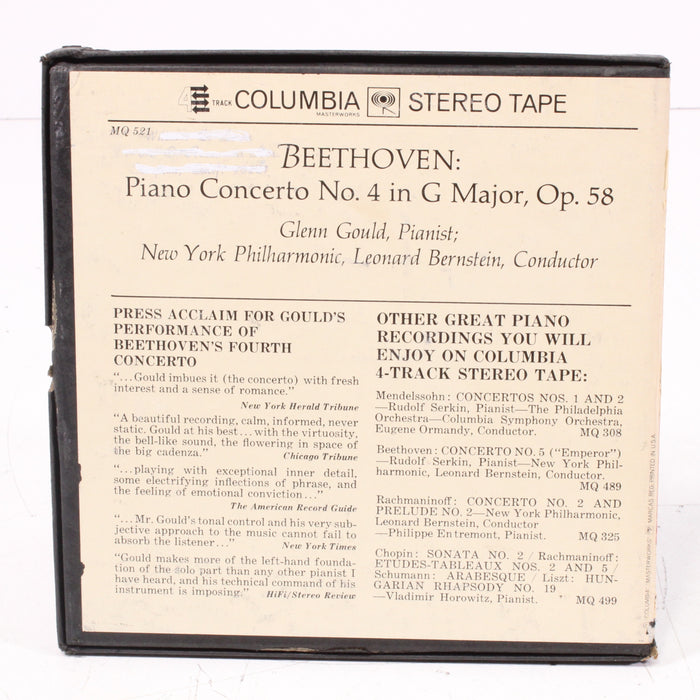 4 TRACK COLUMBIA MASTERWORKS STEREO TAPE
MQ 521
BEETHOVEN:
Piano Concerto No. 4 in G Major, Op. 58
Glenn Gould, Pianist;
New York Philharmonic, Leonard Bernstein, Conductor
PRESS ACCLAIM FOR GOULD'S
PERFORMANCE OF
BEETHOVEN'S FOURTH
CONCERTO
"...Gould imbues it (the concerto) with fresh
interest and a sense of romance."
New York Herald Tribune
"A beautiful recording, calm, informed, never
static. Gould at his best...with the virtuosity,
the bell-like sound, the flowering in space of
the big cadenza."
Chicago Tribune
"...playing with exceptional inner detail,
some electrifying inflections of phrase, and
the feeling of emotional conviction..."
The American Record Guide
"...Mr. Gould's tonal control and his very sub-
jective approach to the music cannot fail to
absorb the listener..."
New York Times
"Gould makes more of the left-hand founda-
tion of the solo part than any other pianist I
have heard, and his technical command of his
instrument is imposing."
HiFi/Stereo Review
OTHER GREAT PIANO
RECORDINGS YOU WILL
ENJOY ON COLUMBIA
4-TRACK STEREO TAPE:
Mendelssohn: CONCERTOS NOS. 1 AND 2
—Rudolf Serkin, Pianist—The Philadelphia
Orchestra—Columbia Symphony Orchestra,
Eugene Ormandy, Conductor. MQ 308
Beethoven: CONCERTO NO. 5 ("Emperor")
—Rudolf Serkin, Pianist—New York Phil-
harmonic, Leonard Bernstein, Conductor.
MQ 489
Rachmaninoff: CONCERTO NO. 2 AND
PRELUDE NO. 2—New York Philharmonic,
Leonard Bernstein, Conductor
—Philippe Entremont, Pianist. MQ 325
Chopin: SONATA NO. 2 / Rachmaninoff:
ETUDES-TABLEAUX NOS. 2 AND 5 /
Schumann: ARABESQUE / Liszt: HUN-
GARIAN RHAPSODY NO. 19
—Vladimir Horowitz, Pianist. MQ 499
COLUMBIA MASTERWORKS MARCAS REG. PRINTED IN U.S.A.